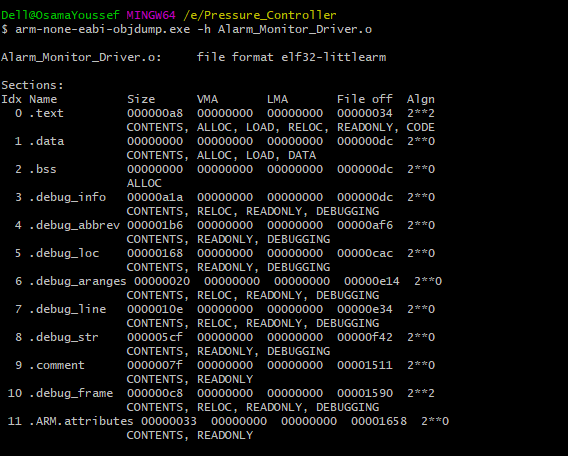 Dell@OsamaYoussef MINGW64 /e/Pressure_Controller
$ arm-none-eabi-objdump.exe -h Alarm_Monitor_Driver.o
Alarm_Monitor_Driver.o:     file format elf32-littlearm
Sections:
Idx Name          Size      VMA       LMA       File off  Algn
  0 .text         000000a8  00000000  00000000  00000034  2**2
                  CONTENTS, ALLOC, LOAD, RELOC, READONLY, CODE
  1 .data         00000000  00000000  00000000  000000dc  2**0
                  CONTENTS, ALLOC, LOAD, DATA
  2 .bss          00000000  00000000  00000000  000000dc  2**0
                  ALLOC
  3 .debug_info   00000a1a  00000000  00000000  000000dc  2**0
                  CONTENTS, RELOC, READONLY, DEBUGGING
  4 .debug_abbrev 000001b6  00000000  00000000  00000af6  2**0
                  CONTENTS, READONLY, DEBUGGING
  5 .debug_loc    00000168  00000000  00000000  00000cac  2**0
                  CONTENTS, READONLY, DEBUGGING
  6 .debug_aranges 00000020  00000000  00000000  00000e14  2**0
                  CONTENTS, RELOC, READONLY, DEBUGGING
  7 .debug_line   0000010e  00000000  00000000  00000e34  2**0
                  CONTENTS, RELOC, READONLY, DEBUGGING
  8 .debug_str    000005cf  00000000  00000000  00000f42  2**0
                  CONTENTS, READONLY, DEBUGGING
  9 .comment      0000007f  00000000  00000000  00001511  2**0
                  CONTENTS, READONLY
 10 .debug_frame  000000c8  00000000  00000000  00001590  2**2
                  CONTENTS, RELOC, READONLY, DEBUGGING
 11 .ARM.attributes 00000033  00000000  00000000  00001658  2**0
                  CONTENTS, READONLY